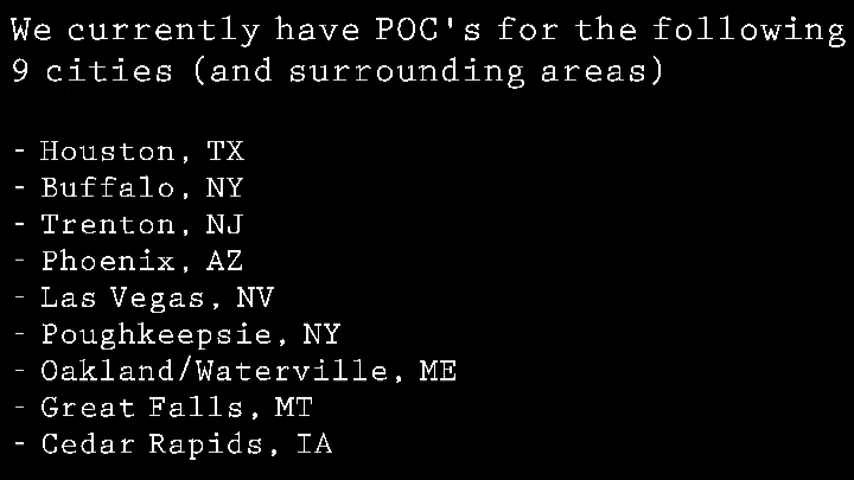 We currently have POC's for the following
9 cities (and surrounding areas)
- Houston, TX
- Buffalo, NY
- Trenton, NJ
- Phoenix, AZ
- Las Vegas, NV
- Poughkeepsie, NY
- Oakland/Waterville, ME
- Great Falls, MT
- Cedar Rapids, IA